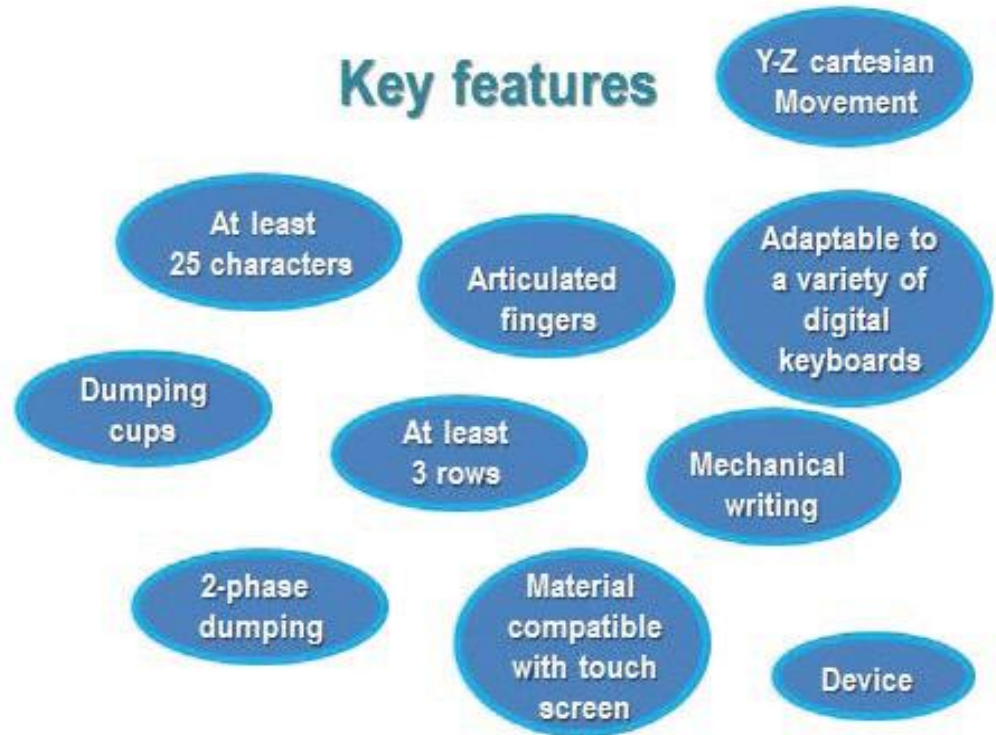 Key features
Y-Z cartesian
Movement
At least
25 characters
Articulated
fingers
Adaptable to
a variety of
digital
keyboards
Dumping
cups
At least
3 rows
Mechanical
writing
2-phase
dumping
Material
compatible
with touch
screen
Device